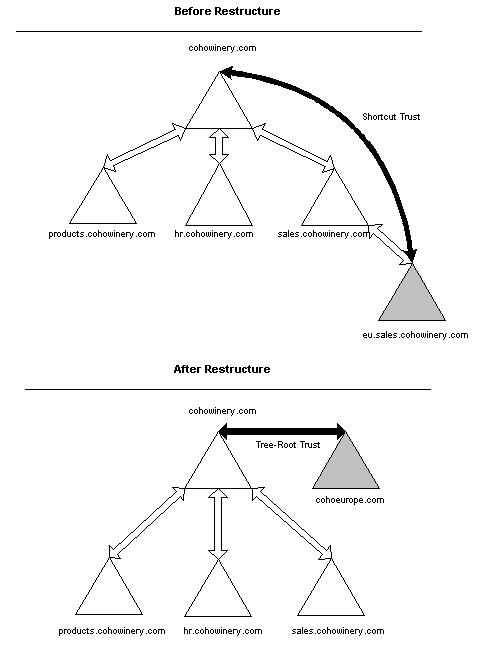 Before Restructure
cohowinery.com
Shortcut Trust
products.cohowinery.com
hr.cohowinery.com
sales.cohowinery.com
eu.sales.cohowinery.com
After Restructure
cohowinery.com
Tree-Root Trust
cohoeurope.com
products.cohowinery.com
hr.cohowinery.com
sales.cohowinery.com